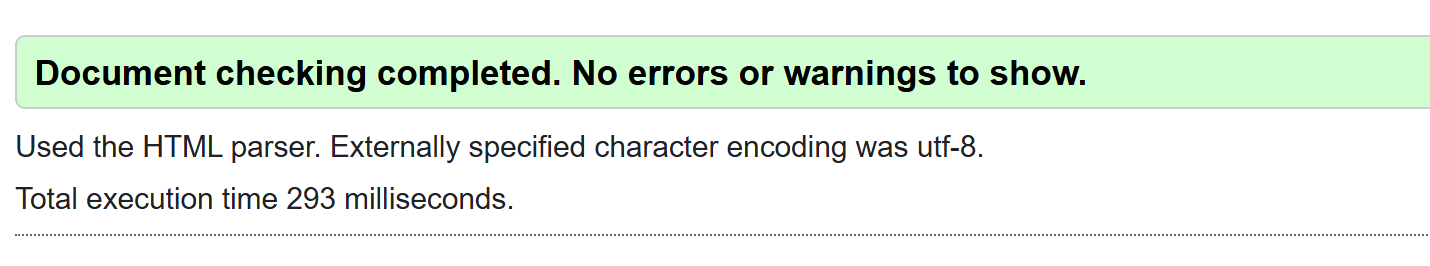 Document checking completed. No errors or warnings to show.
Used the HTML parser. Externally specified character encoding was utf-8.
Total execution time 293 milliseconds.